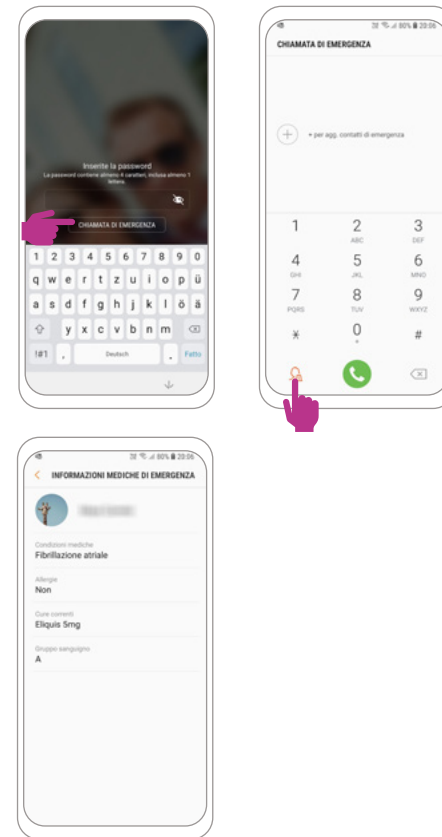 Inserite la password
La password contiene almeno 4 caratteri, inclusa almeno 1
lettera.
CHIAMATA DI EMERGENZA
1 2 3 4 5 6 7 8 9 0
q w e r t z u i o p ü
a s d f g h j k l ö ä
y x c v b n m
!#1 , Deutsch . Fatto
80% 20:06
CHIAMATA DI EMERGENZA
+ per agg. contatti di emergenza
1 2 3
ABC DEF
4 5 6
GHI JKL MNO
7 8 9
PQRS TUV WXYZ
* 0 #
+
80% 20:06
< INFORMAZIONI MEDICHE DI EMERGENZA
Condizioni mediche
Fibrillazione atriale
Allergie
Non
Cure correnti
Eliquis 5mg
Gruppo sanguigno
A